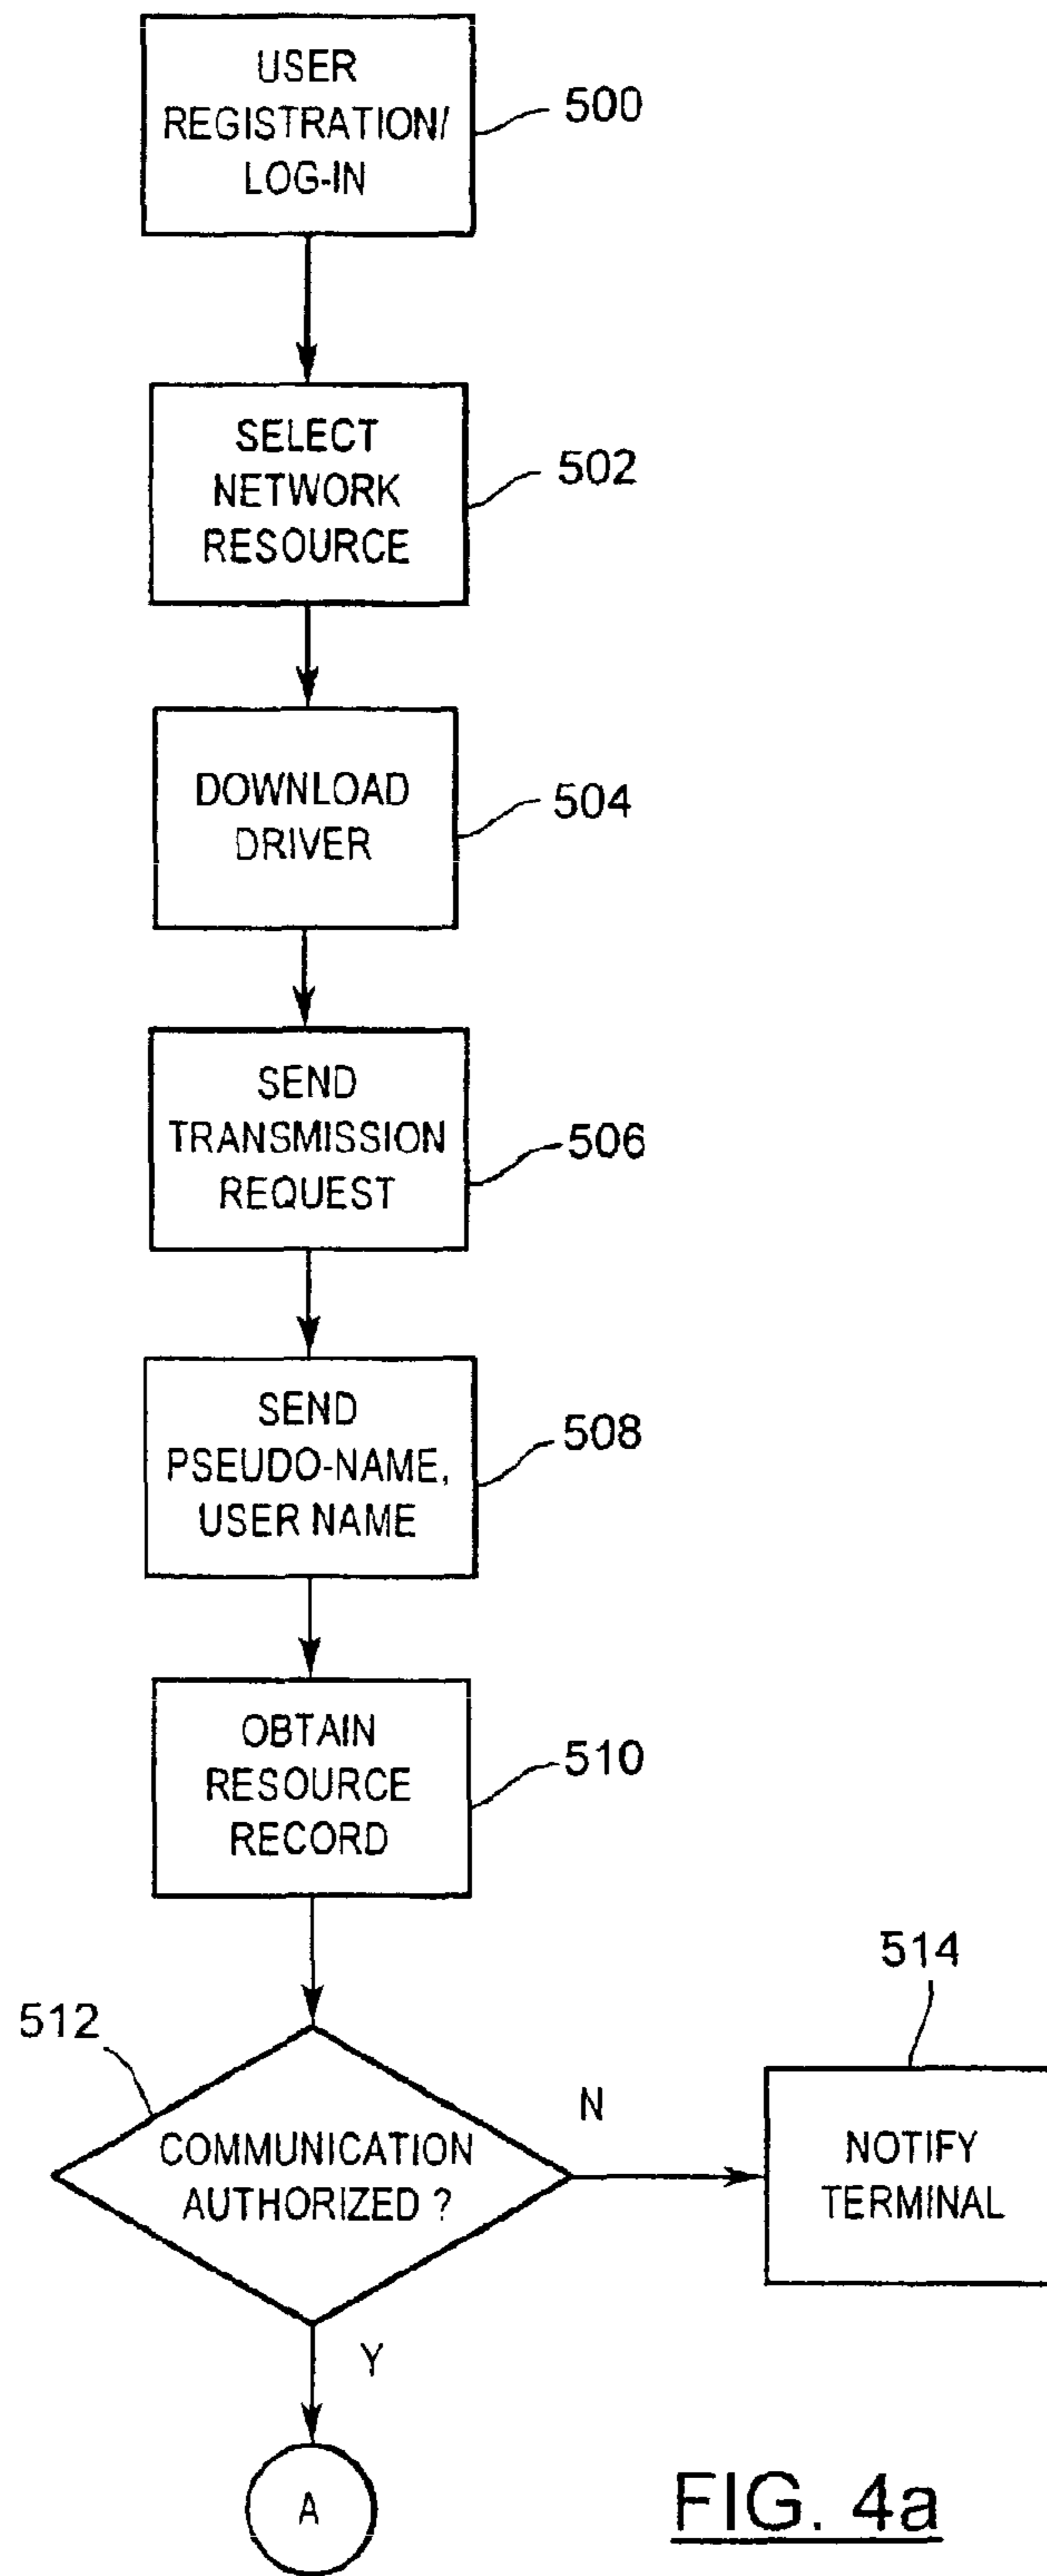 USER
REGISTRATION/
LOG-IN
500
SELECT
NETWORK
RESOURCE
502
DOWNLOAD
DRIVER
504
SEND
TRANSMISSION
REQUEST
506
SEND
PSEUDO-NAME,
USER NAME
508
OBTAIN
RESOURCE
RECORD
510
514
512
N
COMMUNICATION
AUTHORIZED ?
NOTIFY
TERMINAL
Y
A
FIG. 4a